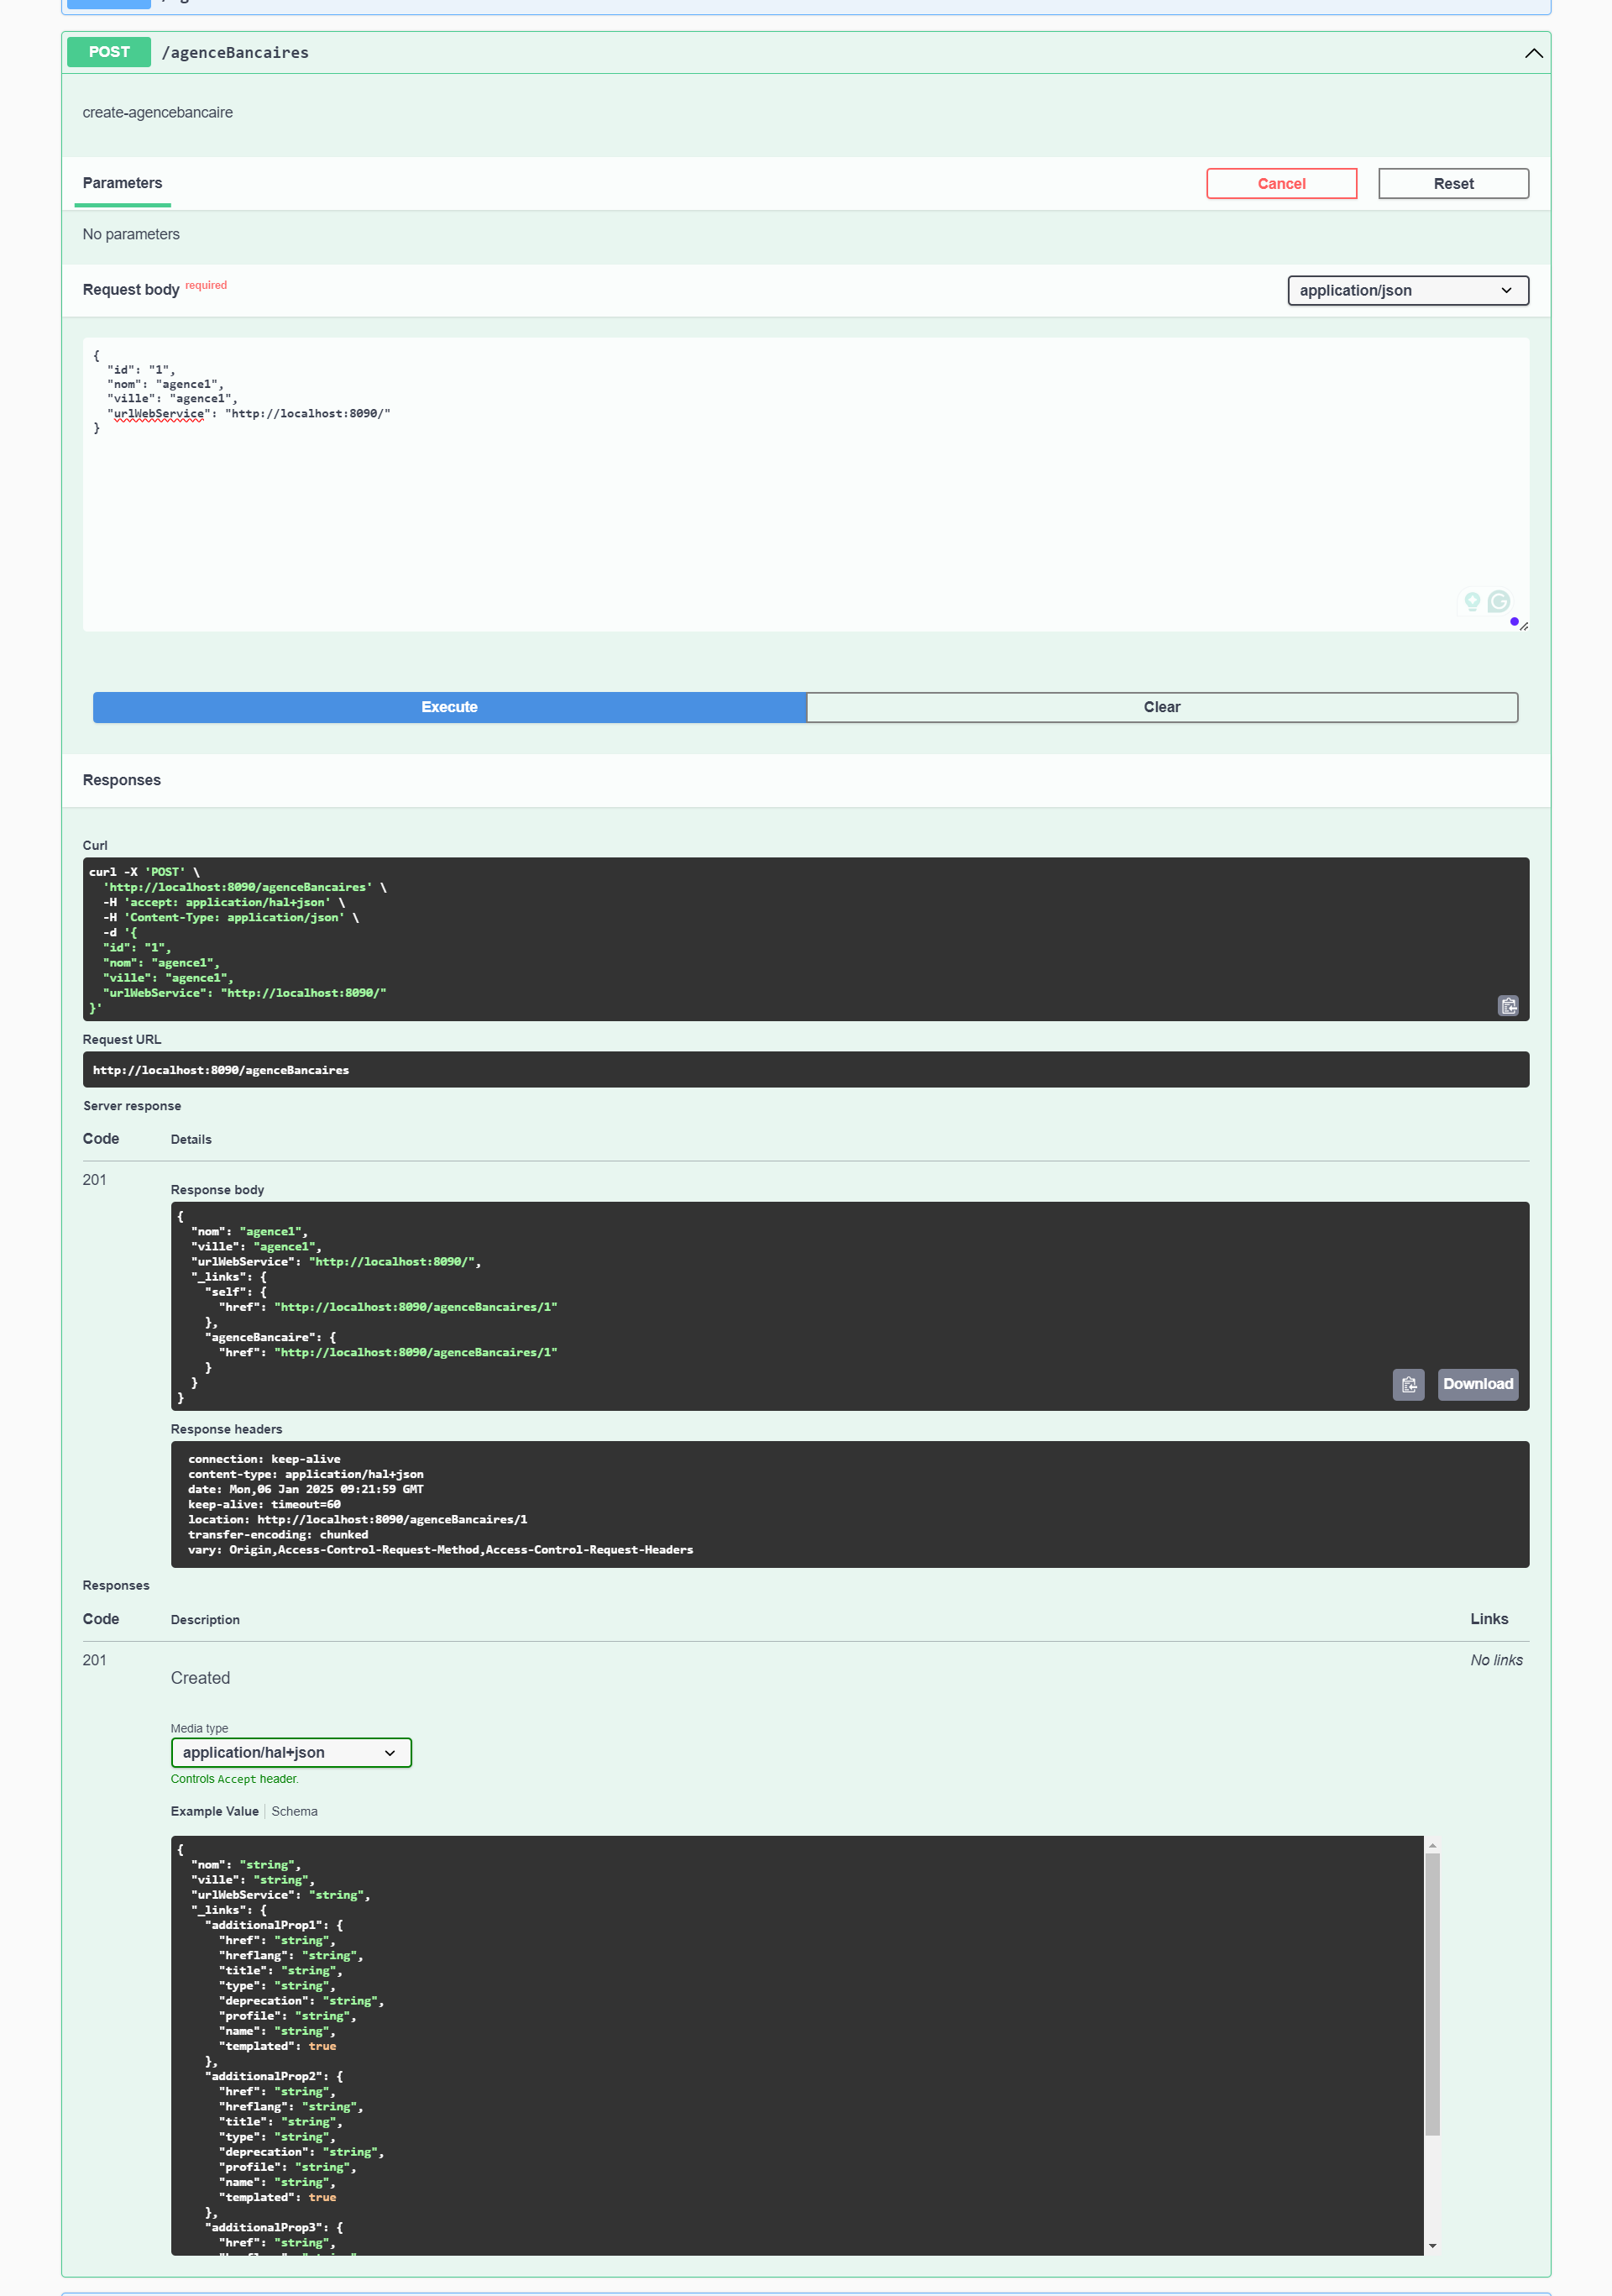 POST /agenceBancaires
create-agencebancaire
Parameters
Cancel
Reset
No parameters
Request body required
application/json
{
  "id": "1",
  "nom": "agence1",
  "ville": "agence1",
  "urlWebService": "http://localhost:8090/"
}
Execute
Clear
Responses
Curl
curl -X 'POST' \
  'http://localhost:8090/agenceBancaires' \
  -H 'accept: application/hal+json' \
  -H 'Content-Type: application/json' \
  -d '{
  "id": "1",
  "nom": "agence1",
  "ville": "agence1",
  "urlWebService": "http://localhost:8090/"
}'
Request URL
http://localhost:8090/agenceBancaires
Server response
Code Details
201
Response body
{
  "nom": "agence1",
  "ville": "agence1",
  "urlWebService": "http://localhost:8090/",
  "_links": {
    "self": {
      "href": "http://localhost:8090/agenceBancaires/1"
    },
    "agenceBancaire": {
      "href": "http://localhost:8090/agenceBancaires/1"
    }
  }
}
Download
Response headers
connection: keep-alive
content-type: application/hal+json
date: Mon,06 Jan 2025 09:21:59 GMT
keep-alive: timeout=60
location: http://localhost:8090/agenceBancaires/1
transfer-encoding: chunked
vary: Origin,Access-Control-Request-Method,Access-Control-Request-Headers
Responses
Code Description Links
201 No links
Created
Media type
application/hal+json
Controls Accept header.
Example Value Schema
{
  "nom": "string",
  "ville": "string",
  "urlWebService": "string",
  "_links": {
    "additionalProp1": {
      "href": "string",
      "hreflang": "string",
      "title": "string",
      "type": "string",
      "deprecation": "string",
      "profile": "string",
      "name": "string",
      "templated": true
    },
    "additionalProp2": {
      "href": "string",
      "hreflang": "string",
      "title": "string",
      "type": "string",
      "deprecation": "string",
      "profile": "string",
      "name": "string",
      "templated": true
    },
    "additionalProp3": {
      "href": "string",